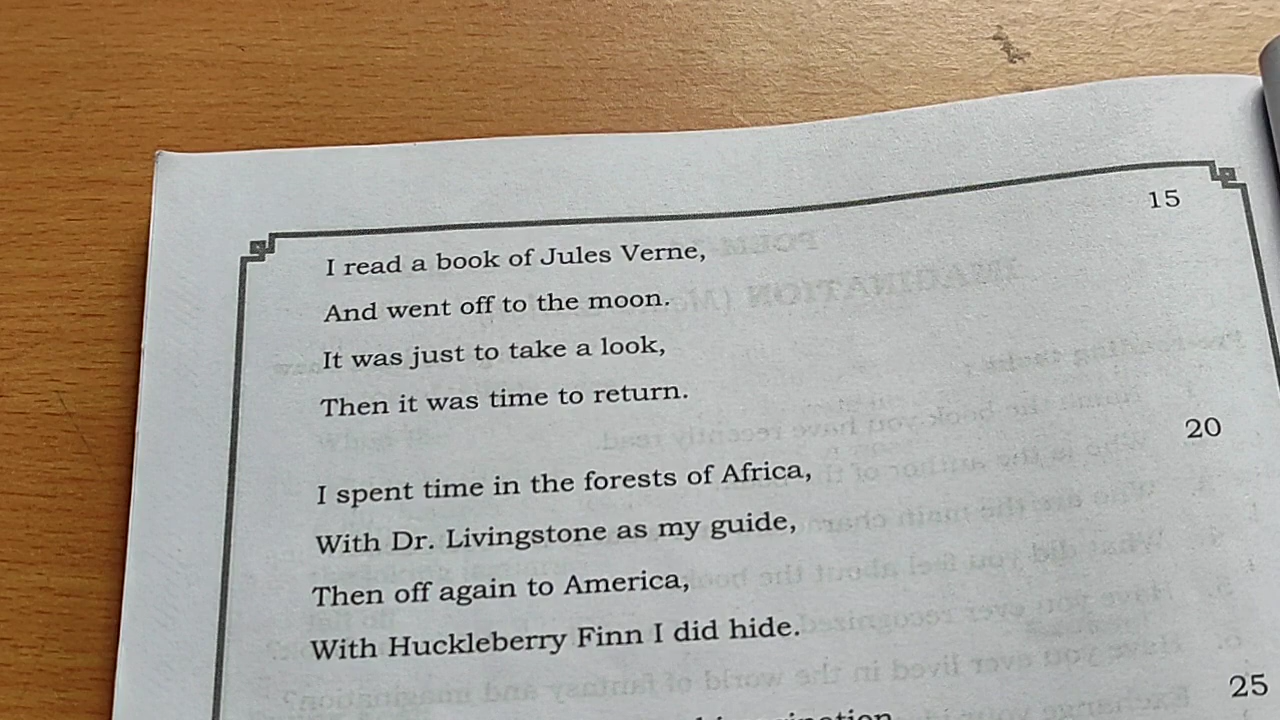 15
I read a book of Jules Verne,
And went off to the moon.
It was just to take a look,
Then it was time to return.
20
I spent time in the forests of Africa,
With Dr. Livingstone as my guide,
Then off again to America,
With Huckleberry Finn I did hide.
25